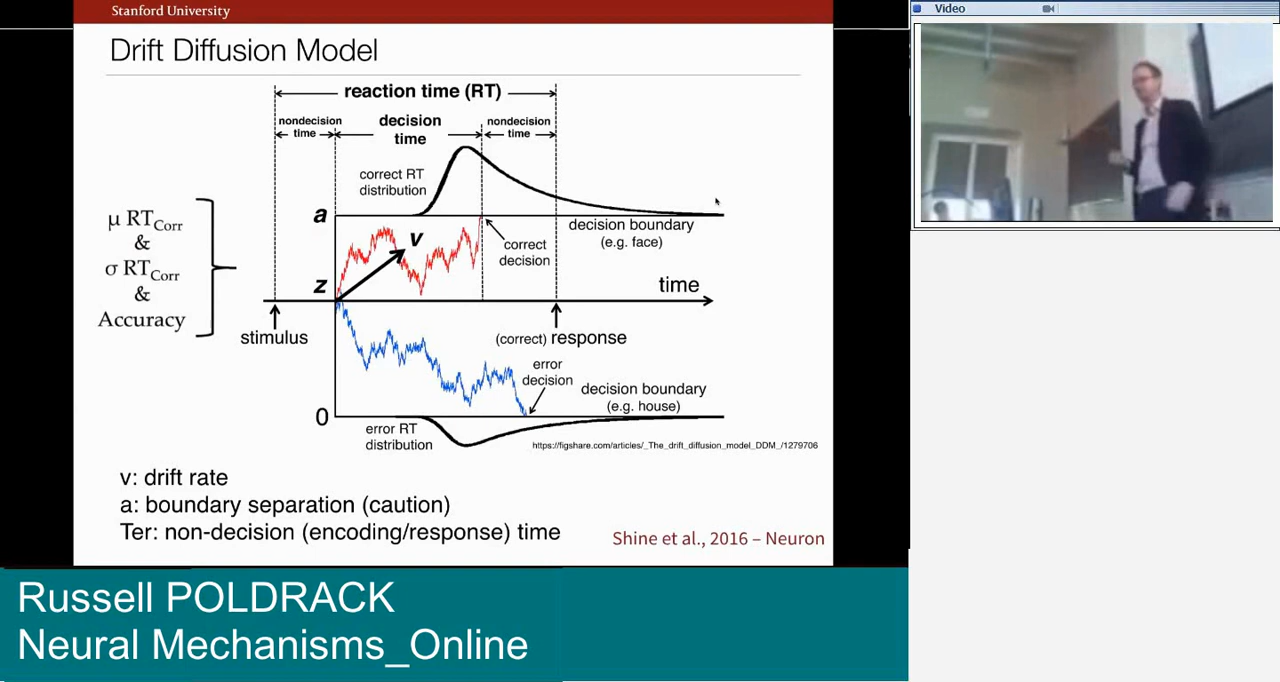 Stanford University
Drift Diffusion Model
reaction time (RT)
nondecision
time
decision
time
nondecision
time
correct RT
distribution
a
v
correct
decision
decision boundary
(e.g. face)
μ RTCorr
&
σ RTCorr
&
Accuracy
z
time
stimulus
(correct) response
error
decision
decision boundary
(e.g. house)
0
error RT
distribution
https://figshare.com/articles/_The_drift_diffusion_model_DDM_/1279706
v: drift rate
a: boundary separation (caution)
Ter: non-decision (encoding/response) time
Shine et al., 2016 – Neuron
Russell POLDRACK
Neural Mechanisms_Online
Video